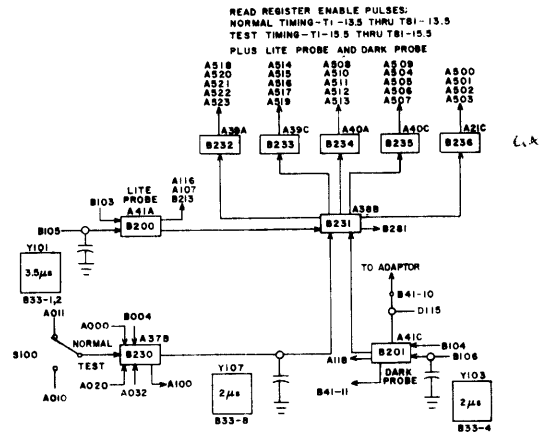 READ REGISTER ENABLE PULSES;
NORMAL TIMING-T1-13.5 THRU T81-13.5
TEST TIMING-T1-15.5 THRU T81-15.5
PLUS LITE PROBE AND DARK PROBE
A518 A514 A508 A509 A500
A520 A515 A510 A504 A501
A521 A516 A511 A505 A502
A522 A517 A512 A506 A503
A523 A519 A513 A507
A39A A39C A40A A40C A21C
B232 B233 B234 B235 B236
LITE PROBE
A116
A107
B213
B103
A41A
B200
A38B
B231
B281
B105
Y101
3.5µs
B33-1,2
TO ADAPTOR
B41-10
D115
A011
S100
NORMAL
TEST
A010
A000
B004
A37B
B230
A020
A032
A100
Y107
2µs
B33-8
A41C
B201
B104
B106
A118
DARK PROBE
B41-11
Y103
2µs
B33-4